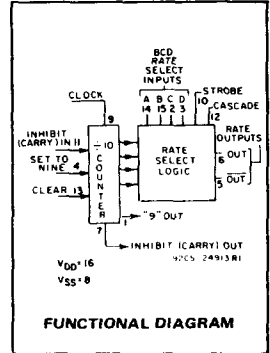 BCD
RATE
SELECT
INPUTS
A B C D
14 15 2 3
STROBE
10
CASCADE
12
CLOCK
9
RATE
OUTPUTS
INHIBIT
(CARRY) IN 11
SET TO
NINE 4
CLEAR 13
÷10
COUNTER
RATE
SELECT
LOGIC
6 OUT
5 OUT
1 "9" OUT
7
INHIBIT (CARRY) OUT
92CS-24913R1
VDD = 16
VSS = 8
FUNCTIONAL DIAGRAM